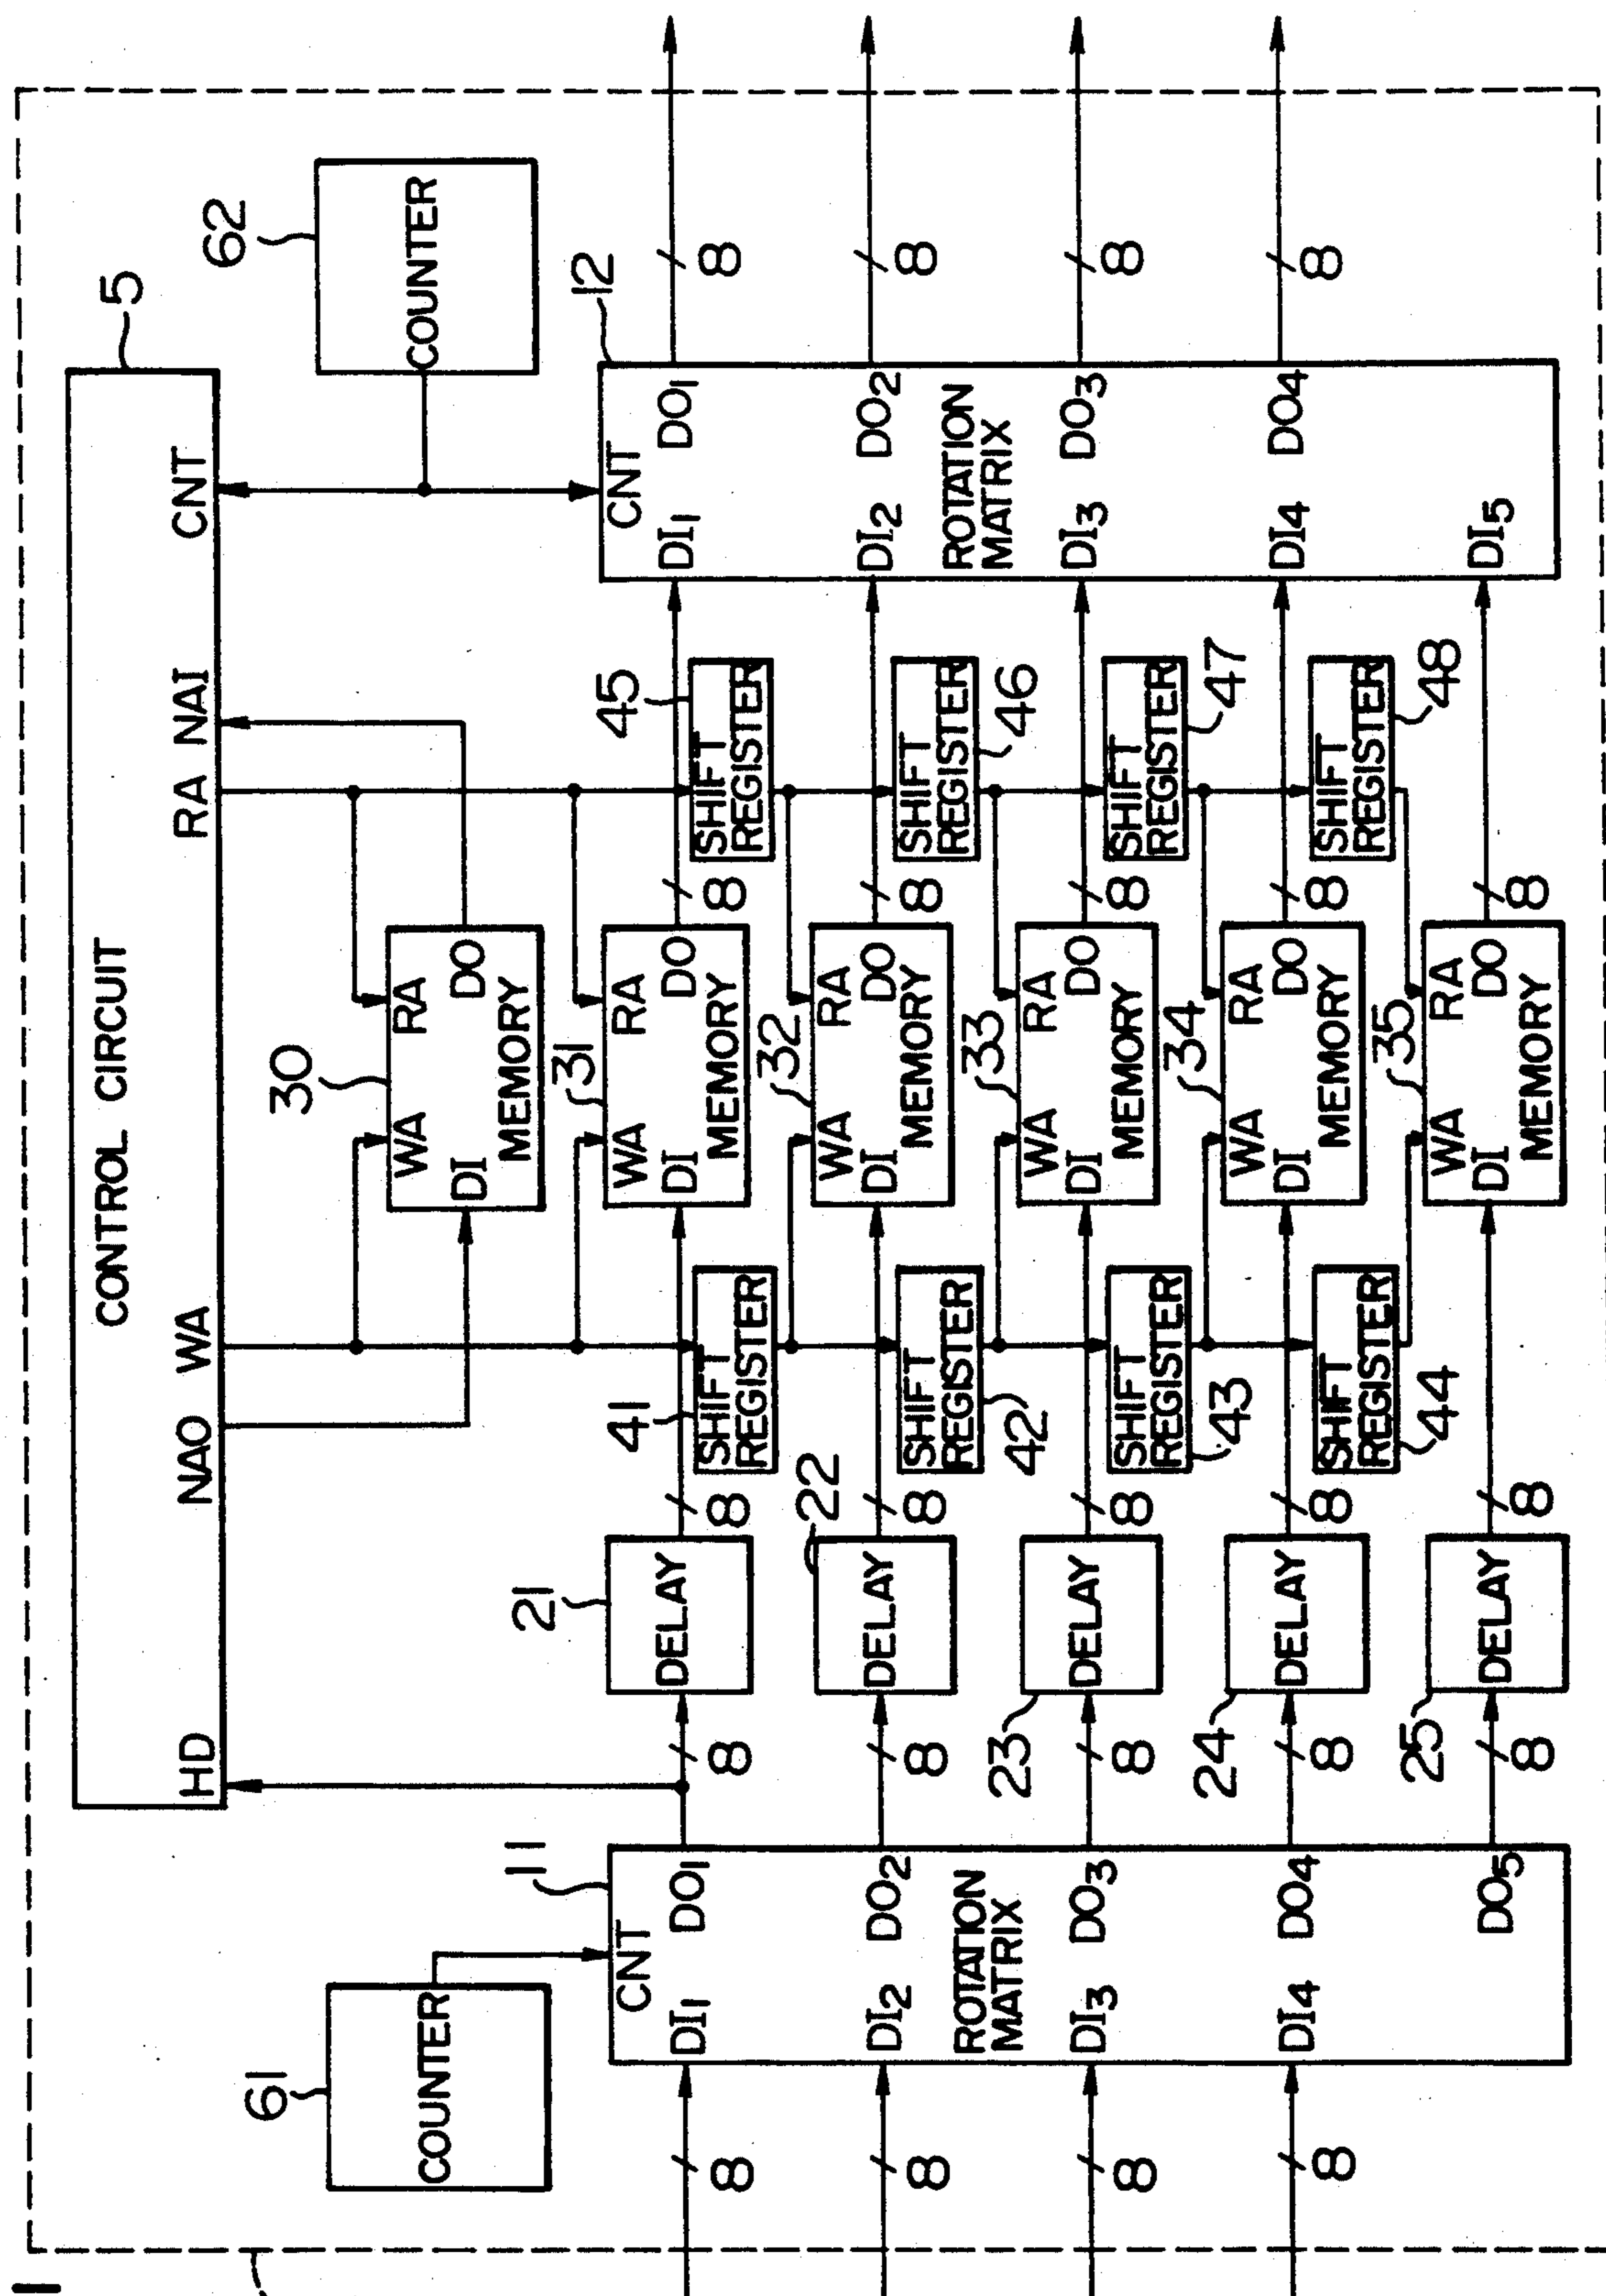 5
CONTROL CIRCUIT
HD
NAO
WA
RA
NAI
CNT
61
COUNTER
62
COUNTER
30
WA
RA
DI
DO
MEMORY
11
CNT
DI1
DO1
DI2
DO2
ROTATION
MATRIX
DI3
DO3
DI4
DO4
DO5
8
8
8
8
8
8
8
8
8
21
DELAY
22
DELAY
23
DELAY
24
DELAY
25
DELAY
8
8
8
8
8
41
SHIFT
REGISTER
42
SHIFT
REGISTER
43
SHIFT
REGISTER
44
SHIFT
REGISTER
31
WA
RA
DI
DO
MEMORY
32
WA
RA
DI
DO
MEMORY
33
WA
RA
DI
DO
MEMORY
34
WA
RA
DI
DO
MEMORY
35
WA
RA
DI
DO
MEMORY
8
8
8
8
8
45
SHIFT
REGISTER
46
SHIFT
REGISTER
47
SHIFT
REGISTER
48
SHIFT
REGISTER
12
CNT
DI1
DO1
DI2
DO2
ROTATION
MATRIX
DI3
DO3
DI4
DO4
DI5
8
8
8
8